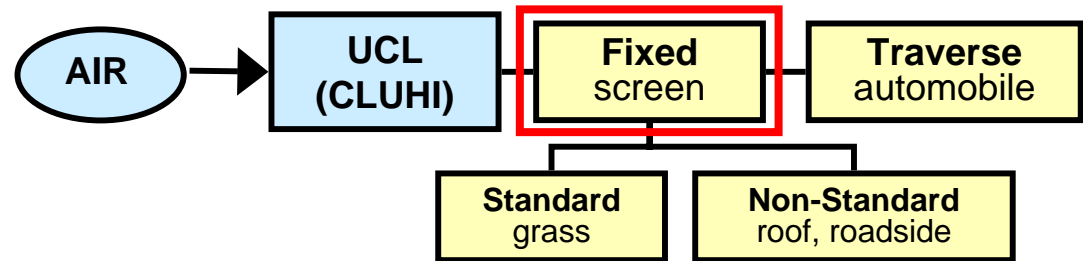 AIR
UCL
(CLUHI)
Fixed
screen
Traverse
automobile
Standard
grass
Non-Standard
roof, roadside